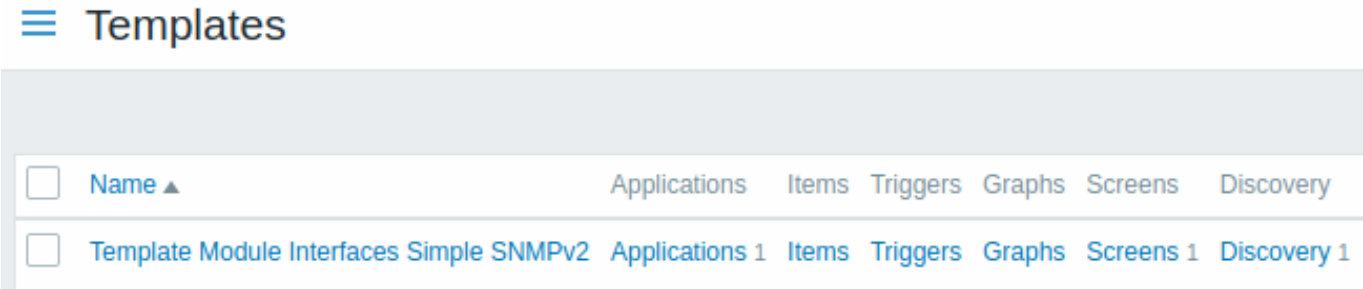 Templates
Name ▲ Applications Items Triggers Graphs Screens Discovery
Template Module Interfaces Simple SNMPv2 Applications 1 Items Triggers Graphs Screens 1 Discovery 1